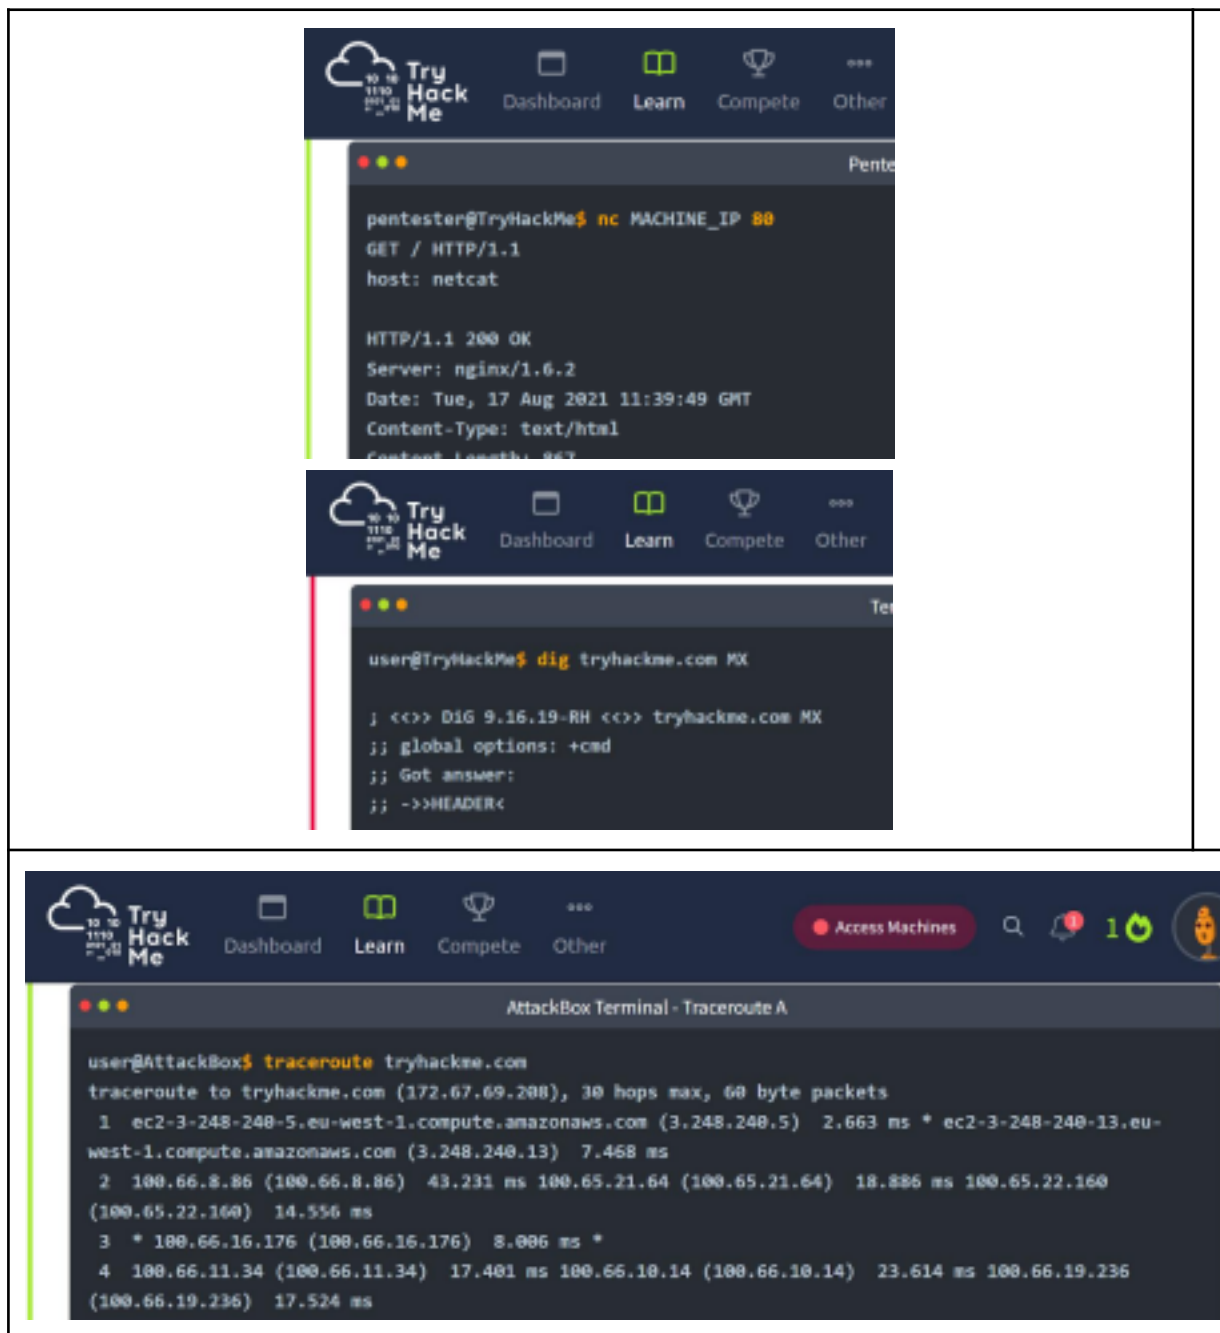 Try
Hack
Me
Dashboard Learn Compete Other
Pente
pentester@TryHackMe$ nc MACHINE_IP 80
GET / HTTP/1.1
host: netcat
HTTP/1.1 200 OK
Server: nginx/1.6.2
Date: Tue, 17 Aug 2021 11:39:49 GMT
Content-Type: text/html
Content-Length: 867
Try
Hack
Me
Dashboard Learn Compete Other
Ter
user@TryHackMe$ dig tryhackme.com MX
; <<>> DiG 9.16.19-RH <<>> tryhackme.com MX
;; global options: +cmd
;; Got answer:
;; ->>HEADER<
Try
Hack
Me
Dashboard Learn Compete Other Access Machines 1 1
AttackBox Terminal - Traceroute A
user@AttackBox$ traceroute tryhackme.com
traceroute to tryhackme.com (172.67.69.208), 30 hops max, 60 byte packets
1 ec2-3-248-240-5.eu-west-1.compute.amazonaws.com (3.248.240.5) 2.663 ms * ec2-3-248-240-13.eu-
west-1.compute.amazonaws.com (3.248.240.13) 7.468 ms
2 100.66.8.86 (100.66.8.86) 43.231 ms 100.65.21.64 (100.65.21.64) 18.886 ms 100.65.22.160
(100.65.22.160) 14.556 ms
3 * 100.66.16.176 (100.66.16.176) 8.006 ms *
4 100.66.11.34 (100.66.11.34) 17.401 ms 100.66.10.14 (100.66.10.14) 23.614 ms 100.66.19.236
(100.66.19.236) 17.524 ms